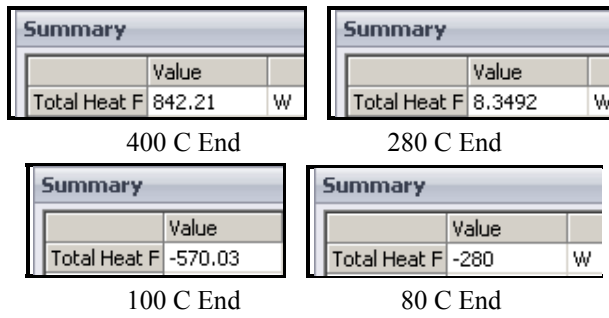 Summary
Value
Total Heat F 842.21 W
400 C End
Summary
Value
Total Heat F 8.3492 W
280 C End
Summary
Value
Total Heat F -570.03
100 C End
Summary
Value
Total Heat F -280 W
80 C End